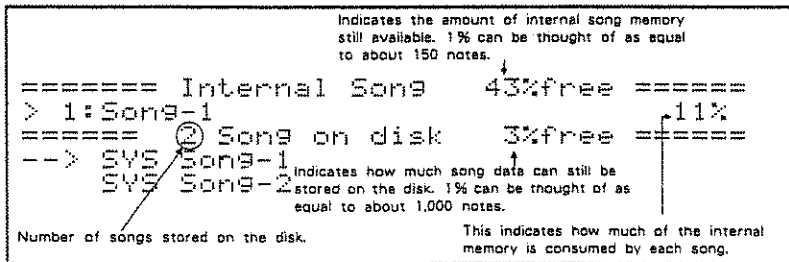 Indicates the amount of internal song memory
still available. 1% can be thought of as equal
to about 150 notes.
======= Internal Song 43%free ======
> 1:Song-1 11%
====== 2 Song on disk 3%free ======
--> SYS Song-1
SYS Song-2
Indicates how much song data can still be
stored on the disk. 1% can be thought of as
equal to about 1,000 notes.
Number of songs stored on the disk.
This indicates how much of the internal
memory is consumed by each song.